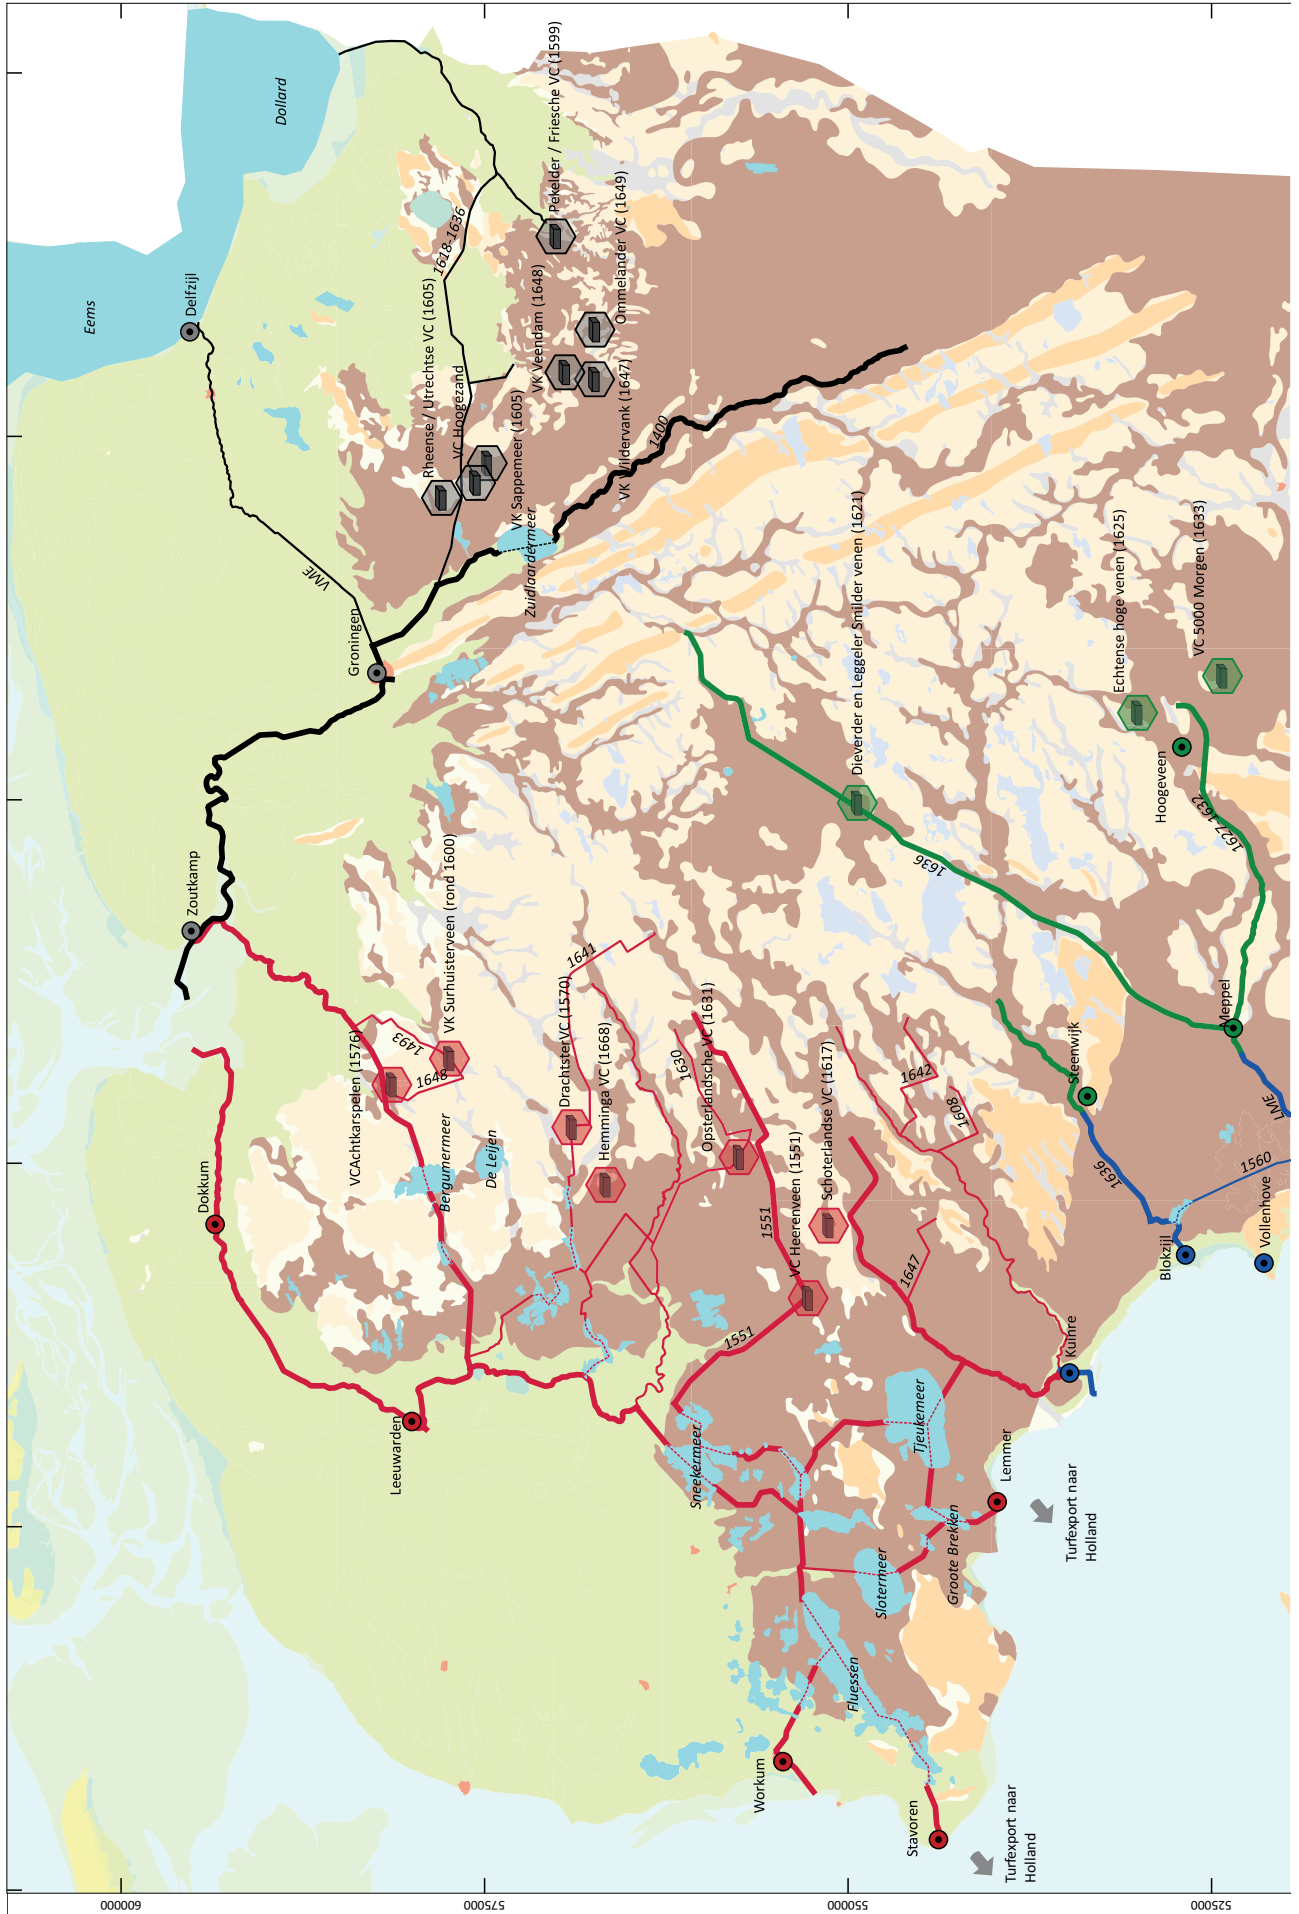 Eems
Dollard
Delfzijl
VME
Groningen
Zoutkamp
1618-1636
Pekelder / Friesche VC (1599)
Rheense / Utrechtse VC (1605)
VC Hoogezand
VK Sappemeer (1605)
VK Veendam (1648)
Ommelander VC (1649)
VK Wildervank (1647)
1400
Zuidlaardermeer
Dokkum
VCAchtkarspelen (1576)
1493
1648
VK Surhuisterveen (rond 1600)
Bergumermeer
De Leijen
Leeuwarden
DrachtsterVC (1570)
1641
Hemminga VC (1668)
1630
Opsterlandsche VC (1631)
1551
1551
VC Heerenveen (1551)
Schoterlandse VC (1617)
1642
1608
1647
Dieverder en Leggeler Smilder venen (1621)
1636
Echtense hoge venen (1625)
VC 5000 Morgen (1633)
Hoogeveen
1627-1632
Meppel
Steenwijk
1636
LME
1560
Blokzijl
Vollenhove
Kuinre
Sneekermeer
Tjeukemeer
Lemmer
Groote Brekken
Slotermeer
Fluessen
Workum
Stavoren
Turfexport naar
Holland
Turfexport naar
Holland
600000
575000
550000
525000